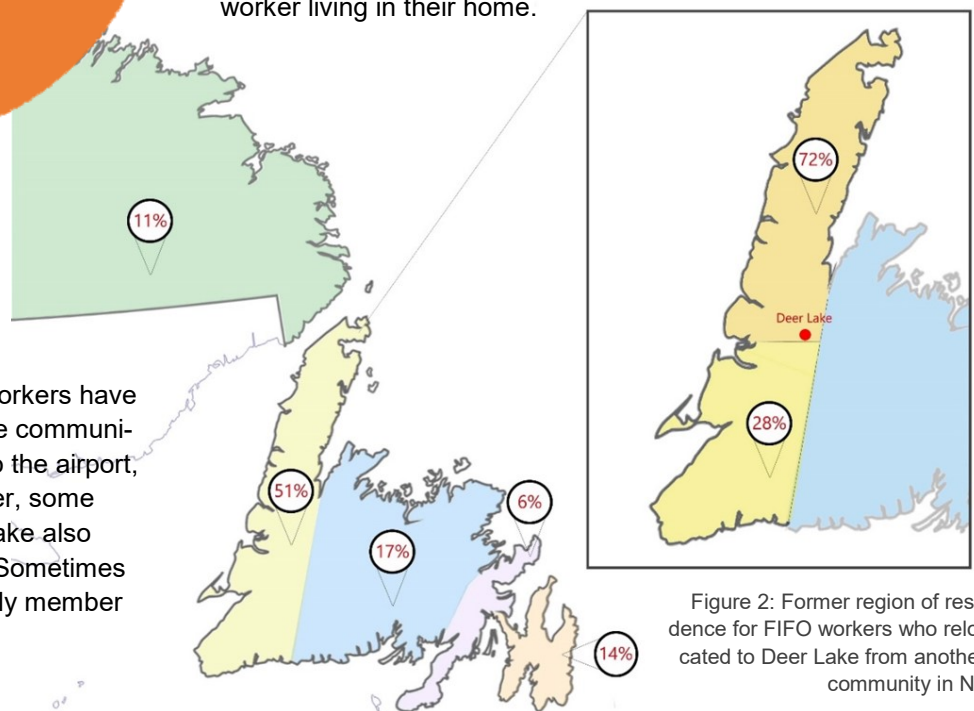 worker living in their home.
11%
72%
Deer Lake
28%
orkers have
e communi-
o the airport,
er, some
ake also
Sometimes
ly member
51%
17%
6%
14%
Figure 2: Former region of res
dence for FIFO workers who relo
cated to Deer Lake from anothe
community in N